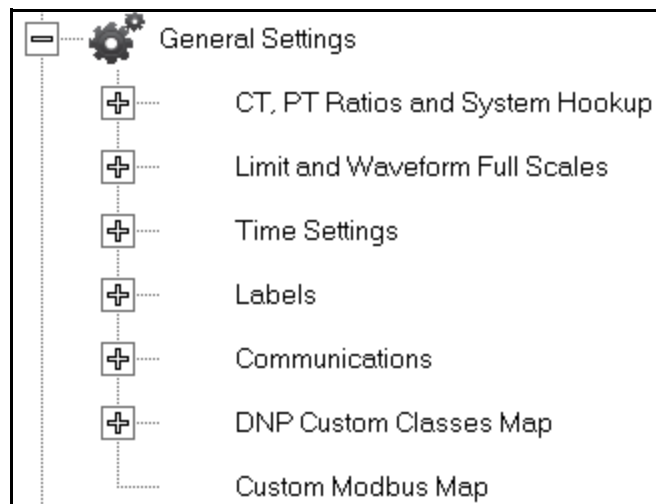 General Settings
CT, PT Ratios and System Hookup
Limit and Waveform Full Scales
Time Settings
Labels
Communications
DNP Custom Classes Map
Custom Modbus Map